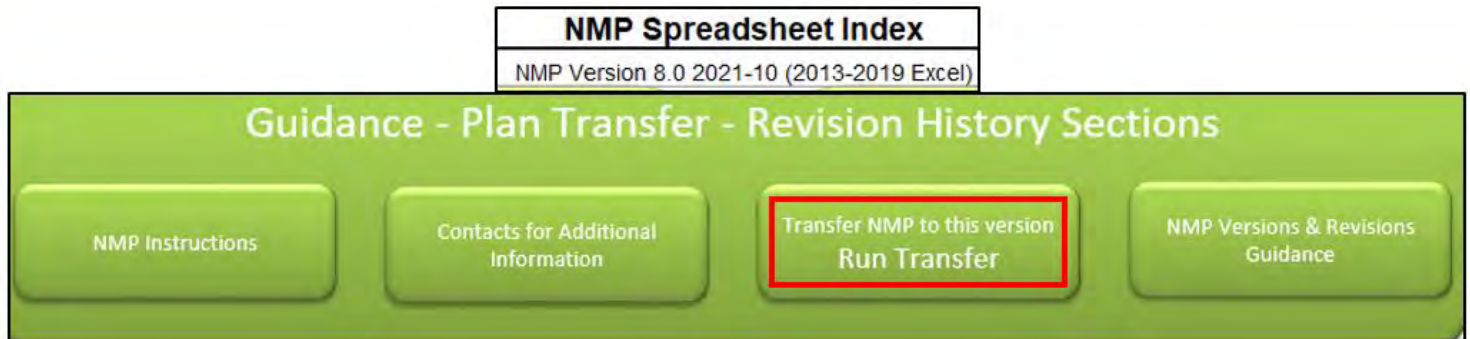 NMP Spreadsheet Index
NMP Version 8.0 2021-10 (2013-2019 Excel)
Guidance - Plan Transfer - Revision History Sections
NMP Instructions
Contacts for Additional
Information
Transfer NMP to this version
Run Transfer
NMP Versions & Revisions
Guidance